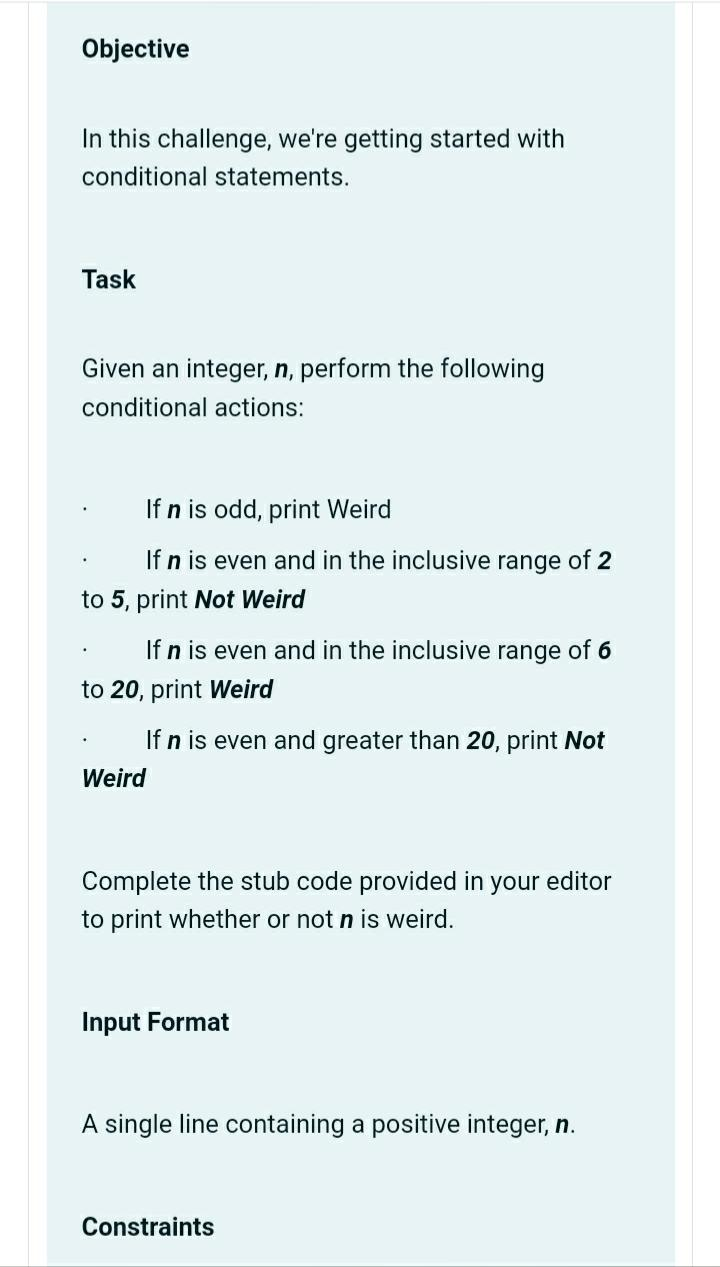 Objective
In this challenge, we're getting started with
conditional statements.
Task
Given an integer, n, perform the following
conditional actions:
· If n is odd, print Weird
· If n is even and in the inclusive range of 2
to 5, print Not Weird
· If n is even and in the inclusive range of 6
to 20, print Weird
· If n is even and greater than 20, print Not
Weird
Complete the stub code provided in your editor
to print whether or not n is weird.
Input Format
A single line containing a positive integer, n.
Constraints